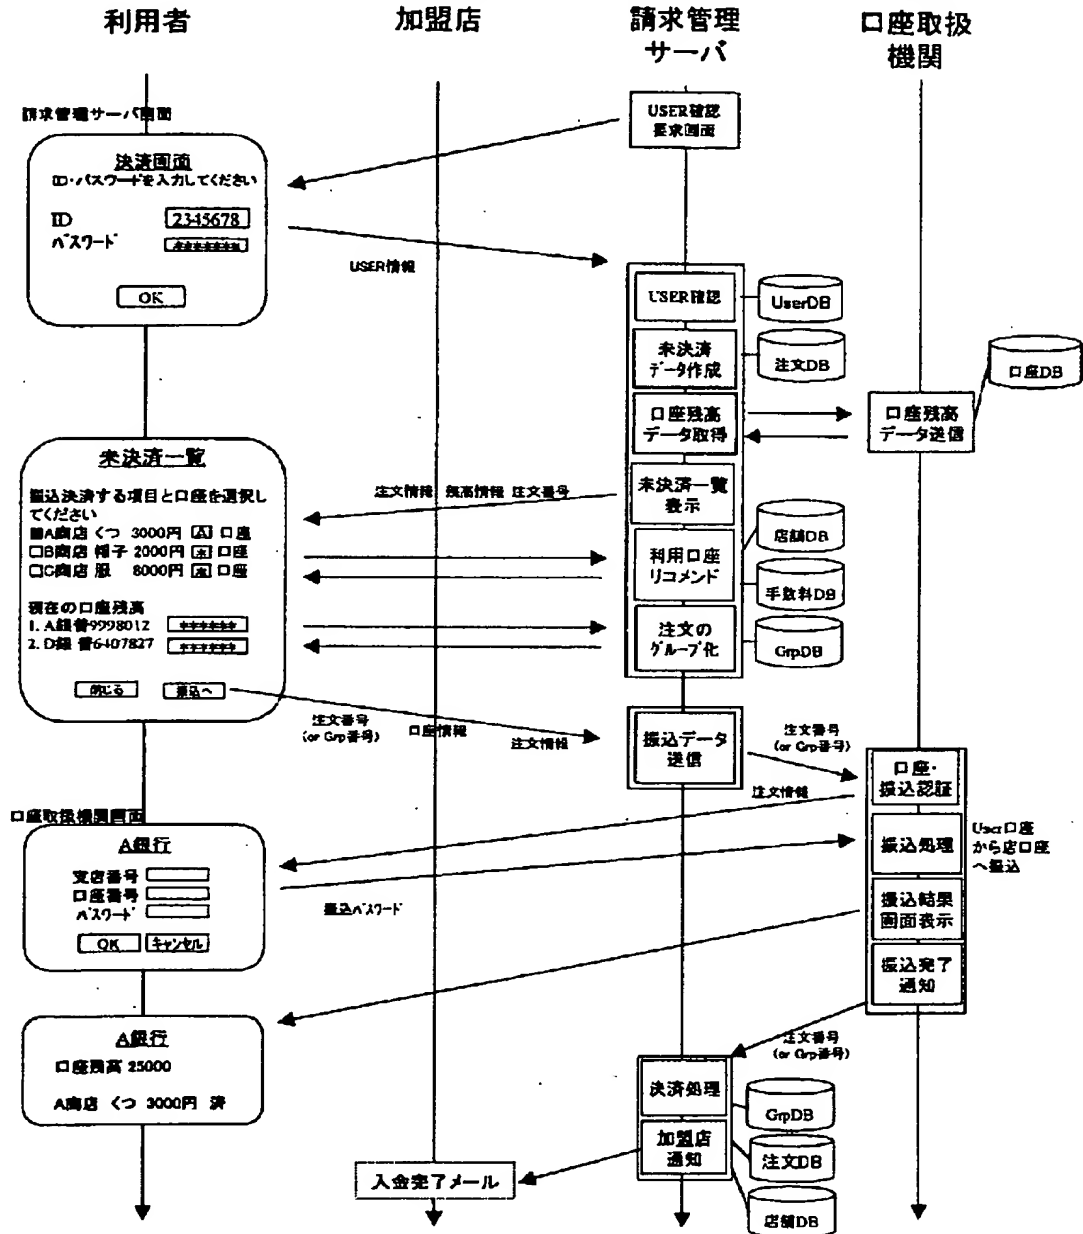 利用者
加盟店
請求管理
サーバ
口座取扱
機関
請求管理サーバ画面
USER確認
要求画面
決済画面
ID・パスワードを入力してください
ID 2345678
パスワード *******
OK
USER情報
USER確認
UserDB
未決済
データ作成
注文DB
口座DB
口座残高
データ取得
口座残高
データ送信
未決済一覧
振込決済する項目と口座を選択し
てください
A商店 くつ 3000円 A 口座
□B商店 帽子 2000円 口座
□C商店 服 8000円 口座
現在の口座残高
1. A銀 普9998012 ******
2. D銀 普6407827 ******
閉じる 振込へ
注文情報 残高情報 注文番号
未決済一覧
表示
利用口座
リコメンド
店舗DB
手数料DB
注文の
グループ化
GrpDB
注文番号
(or Grp番号)
口座情報
注文情報
振込データ
送信
注文番号
(or Grp番号)
注文情報
口座・
振込認証
口座取扱機関画面
A銀行
支店番号
口座番号
パスワード
OK キャンセル
振込パスワード
振込処理
User口座
から店口座
へ振込
振込結果
画面表示
振込完了
通知
A銀行
口座残高 25000
A商店 くつ 3000円 済
注文番号
(or Grp番号)
決済処理
GrpDB
加盟店
通知
注文DB
店舗DB
入金完了メール